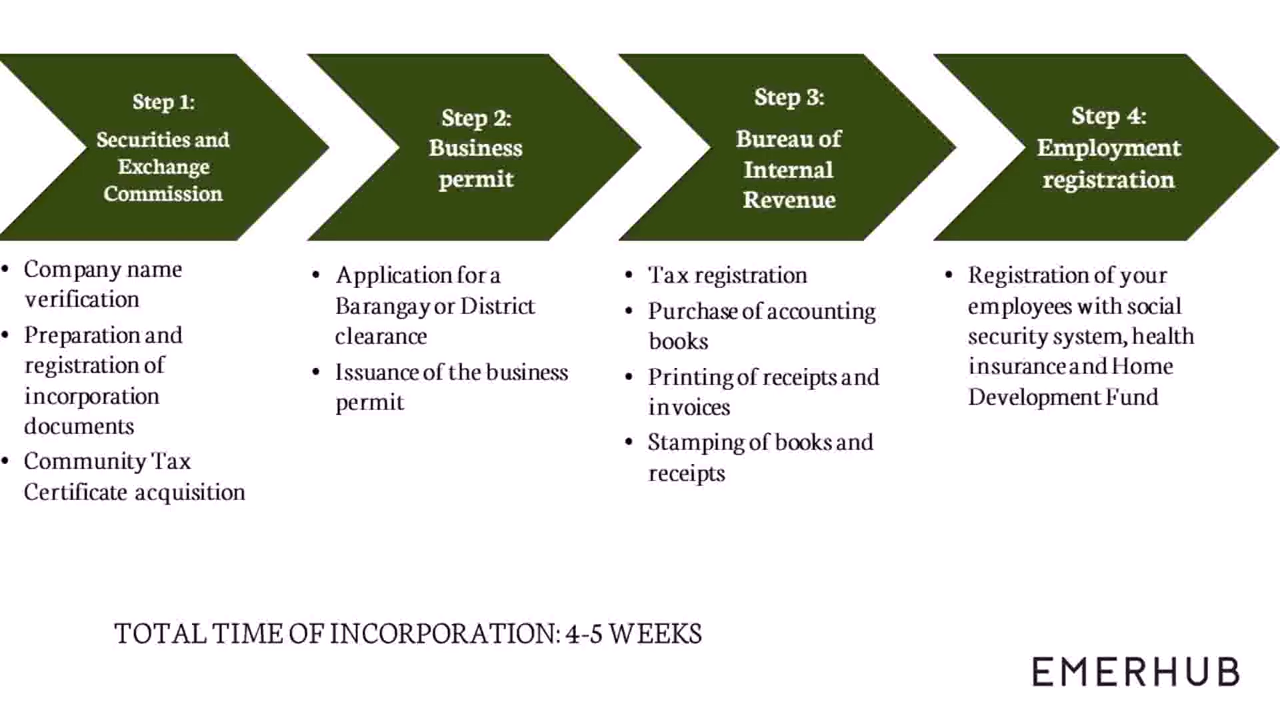 Step 1:
Securities and
Exchange
Commission
• Company name
verification
• Preparation and
registration of
incorporation
documents
• Community Tax
Certificate acquisition
Step 2:
Business
permit
• Application for a
Barangay or District
clearance
• Issuance of the business
permit
Step 3:
Bureau of
Internal
Revenue
• Tax registration
• Purchase of accounting
books
• Printing of receipts and
invoices
• Stamping of books and
receipts
Step 4:
Employment
registration
• Registration of your
employees with social
security system, health
insurance and Home
Development Fund
TOTAL TIME OF INCORPORATION: 4-5 WEEKS
EMERHUB